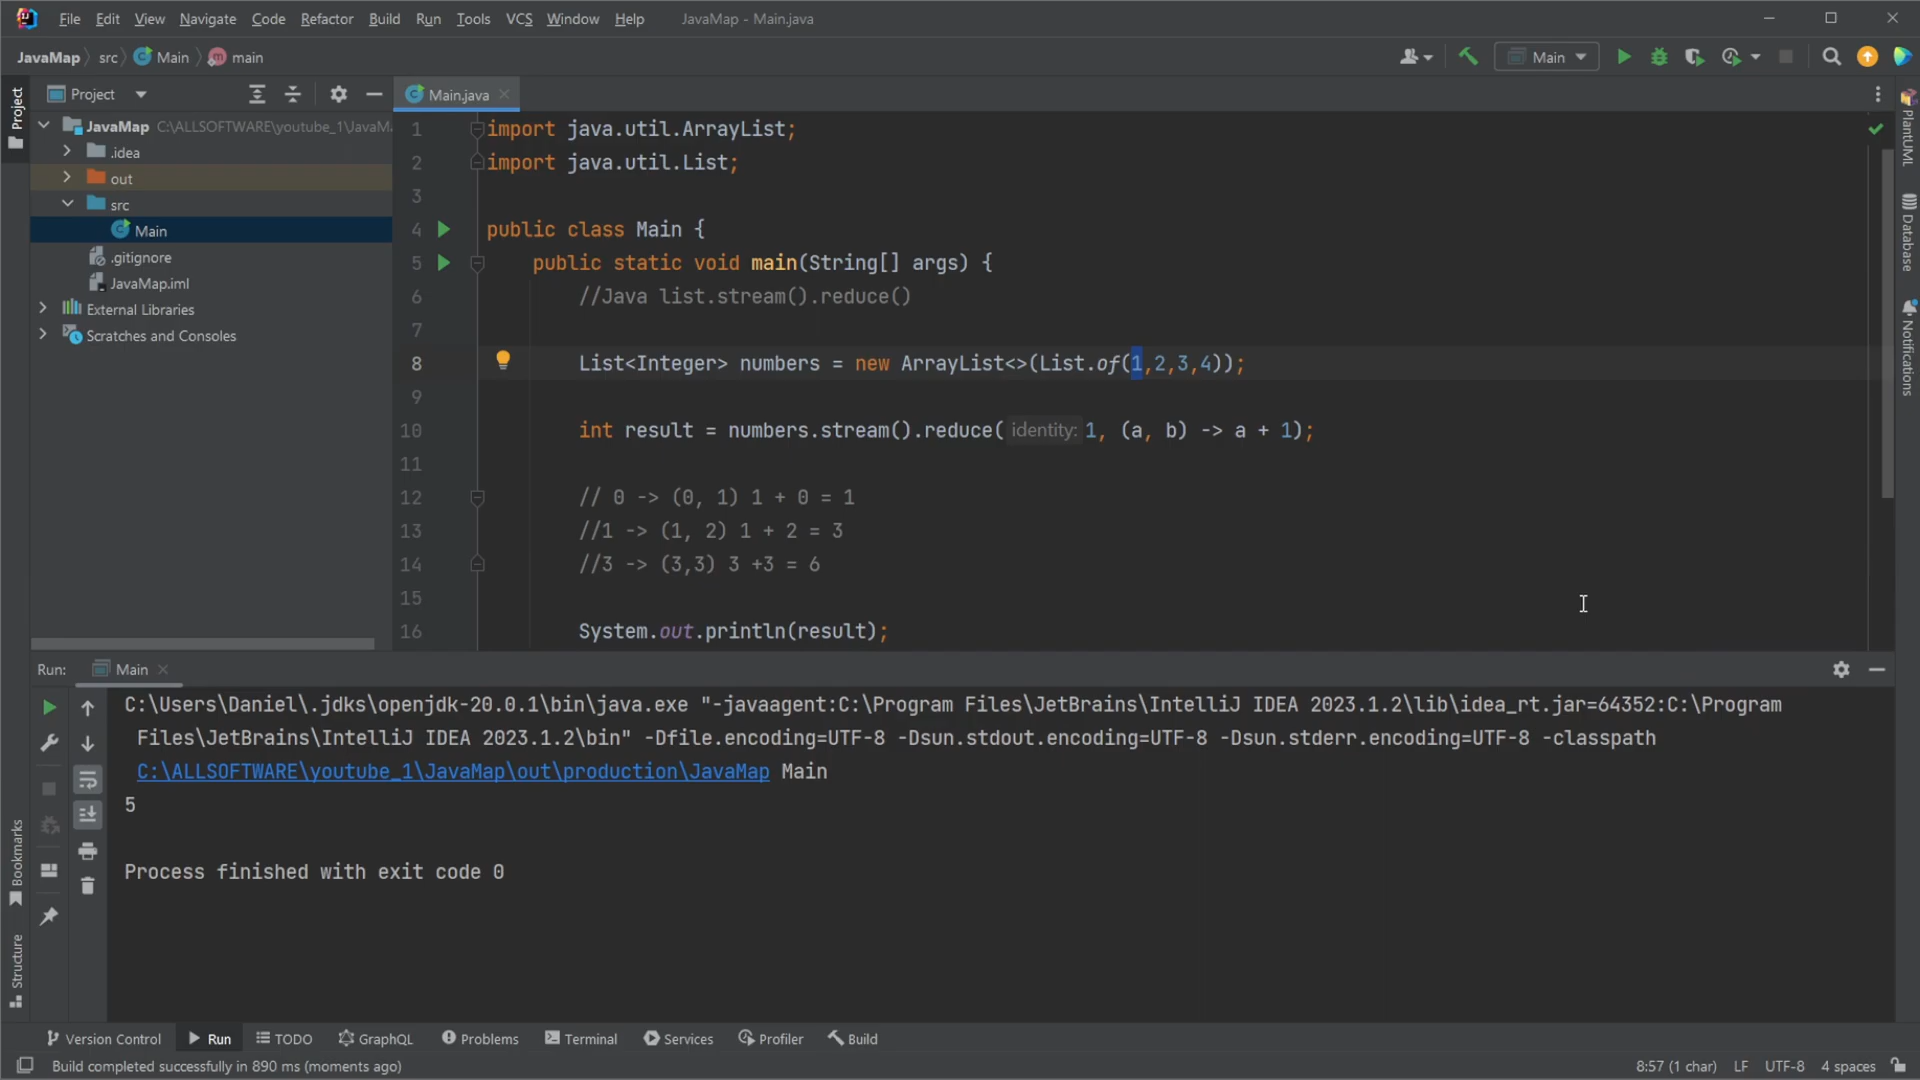 File Edit View Navigate Code Refactor Build Run Tools VCS Window Help JavaMap - Main.java
JavaMap src Main main Main
Project Main.java
Project
JavaMap C:\ALLSOFTWARE\youtube_1\JavaM
.idea
out
src
Main
.gitignore
JavaMap.iml
External Libraries
Scratches and Consoles
1 import java.util.ArrayList;
2 import java.util.List;
3
4 public class Main {
5 public static void main(String[] args) {
6 //Java list.stream().reduce()
7
8 List<Integer> numbers = new ArrayList<>(List.of(1,2,3,4));
9
10 int result = numbers.stream().reduce( identity: 1, (a, b) -> a + 1);
11
12 // 0 -> (0, 1) 1 + 0 = 1
13 //1 -> (1, 2) 1 + 2 = 3
14 //3 -> (3,3) 3 +3 = 6
15
16 System.out.println(result);
PlantUML
Database
Notifications
Run: Main
C:\Users\Daniel\.jdks\openjdk-20.0.1\bin\java.exe "-javaagent:C:\Program Files\JetBrains\IntelliJ IDEA 2023.1.2\lib\idea_rt.jar=64352:C:\Program
Files\JetBrains\IntelliJ IDEA 2023.1.2\bin" -Dfile.encoding=UTF-8 -Dsun.stdout.encoding=UTF-8 -Dsun.stderr.encoding=UTF-8 -classpath
C:\ALLSOFTWARE\youtube_1\JavaMap\out\production\JavaMap Main
5
Process finished with exit code 0
Bookmarks
Structure
Version Control Run TODO GraphQL Problems Terminal Services Profiler Build
Build completed successfully in 890 ms (moments ago) 8:57 (1 char) LF UTF-8 4 spaces